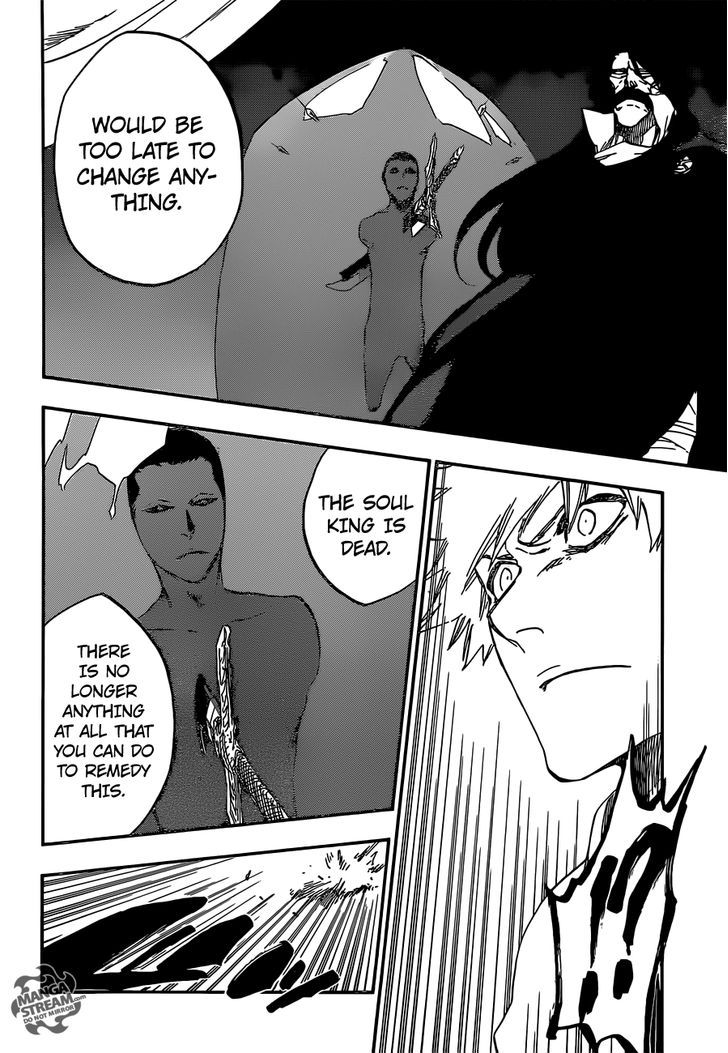 WOULD BE
TOO LATE TO
CHANGE ANY-
THING.
THE SOUL
KING IS
DEAD.
THERE
IS NO
LONGER
ANYTHING
AT ALL THAT
YOU CAN DO
TO REMEDY
THIS.
MANGA
STREAM.com
DO NOT MIRROR!